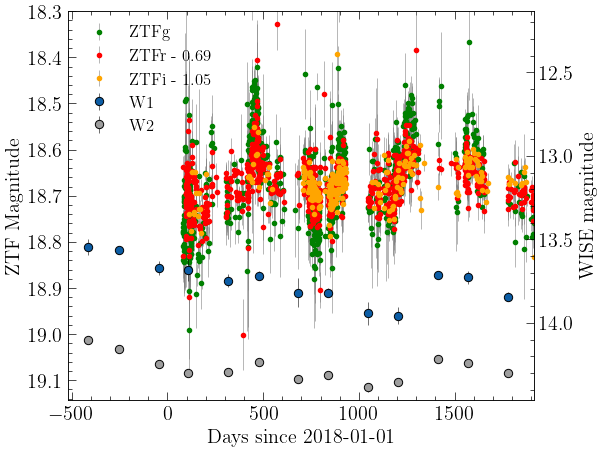 ZTFg
ZTFr - 0.69
ZTFi - 1.05
W1
W2
18.3
18.4
18.5
18.6
18.7
18.8
18.9
19.0
19.1
ZTF Magnitude
12.5
13.0
13.5
14.0
WISE magnitude
−500
0
500
1000
1500
Days since 2018-01-01